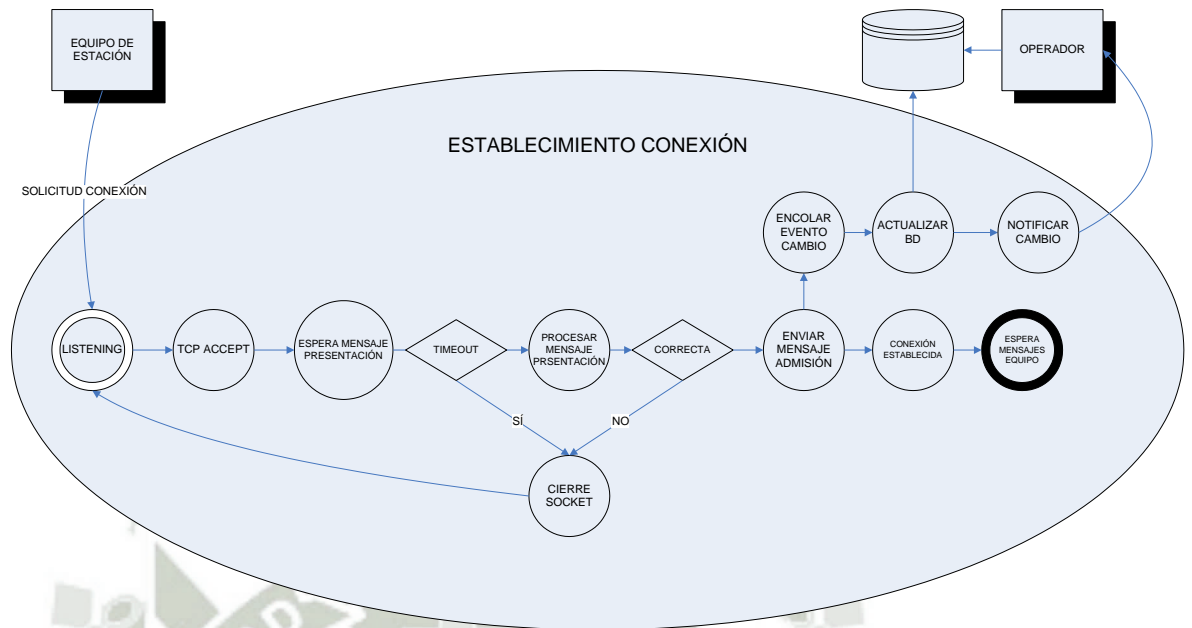 EQUIPO DE
ESTACIÓN
OPERADOR
ESTABLECIMIENTO CONEXIÓN
SOLICITUD CONEXIÓN
ENCOLAR
EVENTO
CAMBIO
ACTUALIZAR
BD
NOTIFICAR
CAMBIO
LISTENING
TCP ACCEPT
ESPERA MENSAJE
PRESENTACIÓN
TIMEOUT
PROCESAR
MENSAJE
PRSENTACIÓN
CORRECTA
ENVIAR
MENSAJE
ADMISIÓN
CONEXIÓN
ESTABLECIDA
ESPERA
MENSAJES
EQUIPO
SÍ
NO
CIERRE
SOCKET